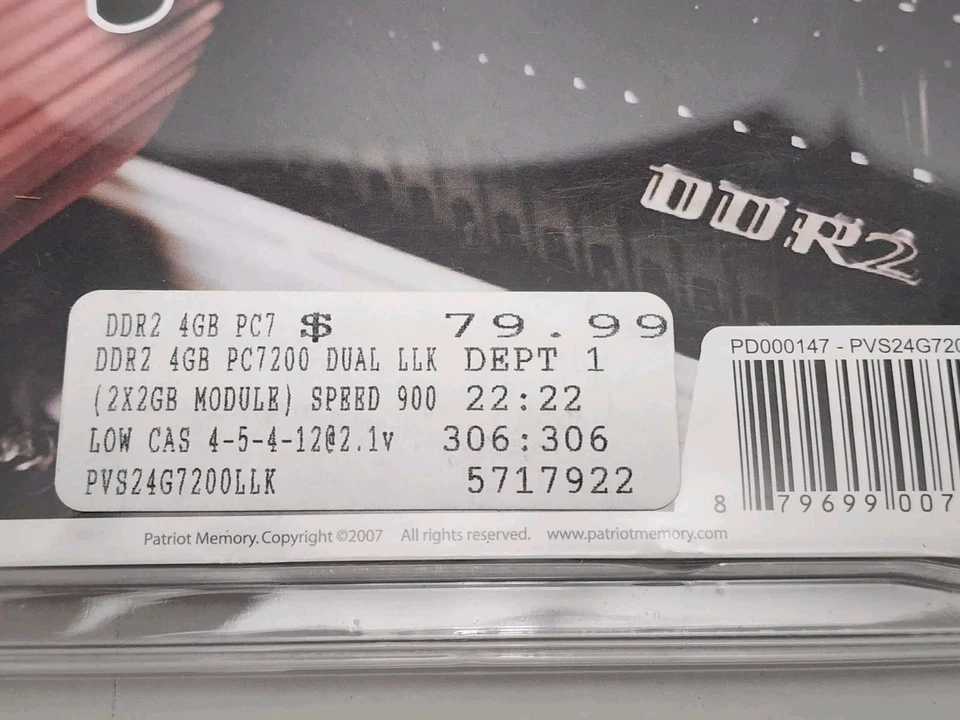 DDR2
DDR2 4GB PC7 $ 79.99
DDR2 4GB PC7200 DUAL LLK DEPT 1
(2X2GB MODULE) SPEED 900 22:22
LOW CAS 4-5-4-12@2.1v 306:306
PVS24G7200LLK 5717922
PD000147 - PVS24G720
8 79699 007
Patriot Memory. Copyright ©2007 All rights reserved. www.patriotmemory.com